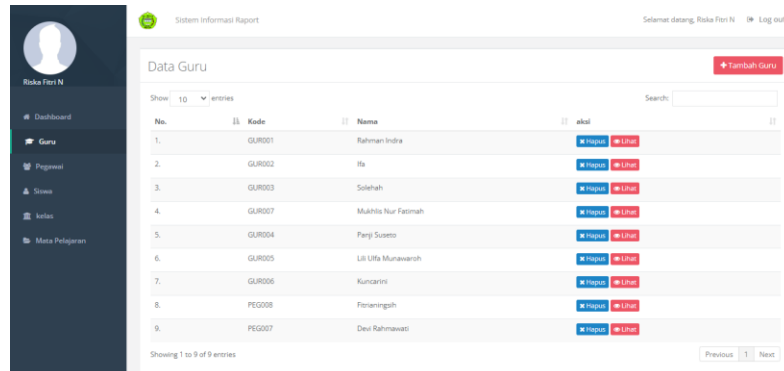 Sistem Informasi Raport
Selamat datang, Riska Fitri N Log out
Riska Fitri N
Dashboard
Guru
Pegawai
Siswa
kelas
Mata Pelajaran
Data Guru
+Tambah Guru
Show 10 entries
Search:
No. Kode Nama aksi
1. GUR001 Rahman Indra Hapus Lihat
2. GUR002 Ifa Hapus Lihat
3. GUR003 Solehah Hapus Lihat
4. GUR007 Mukhlis Nur Fatimah Hapus Lihat
5. GUR004 Panji Suseto Hapus Lihat
6. GUR005 Lili Ulfa Munawaroh Hapus Lihat
7. GUR006 Kuncarini Hapus Lihat
8. PEG008 Fitrianingsih Hapus Lihat
9. PEG007 Devi Rahmawati Hapus Lihat
Showing 1 to 9 of 9 entries
Previous 1 Next